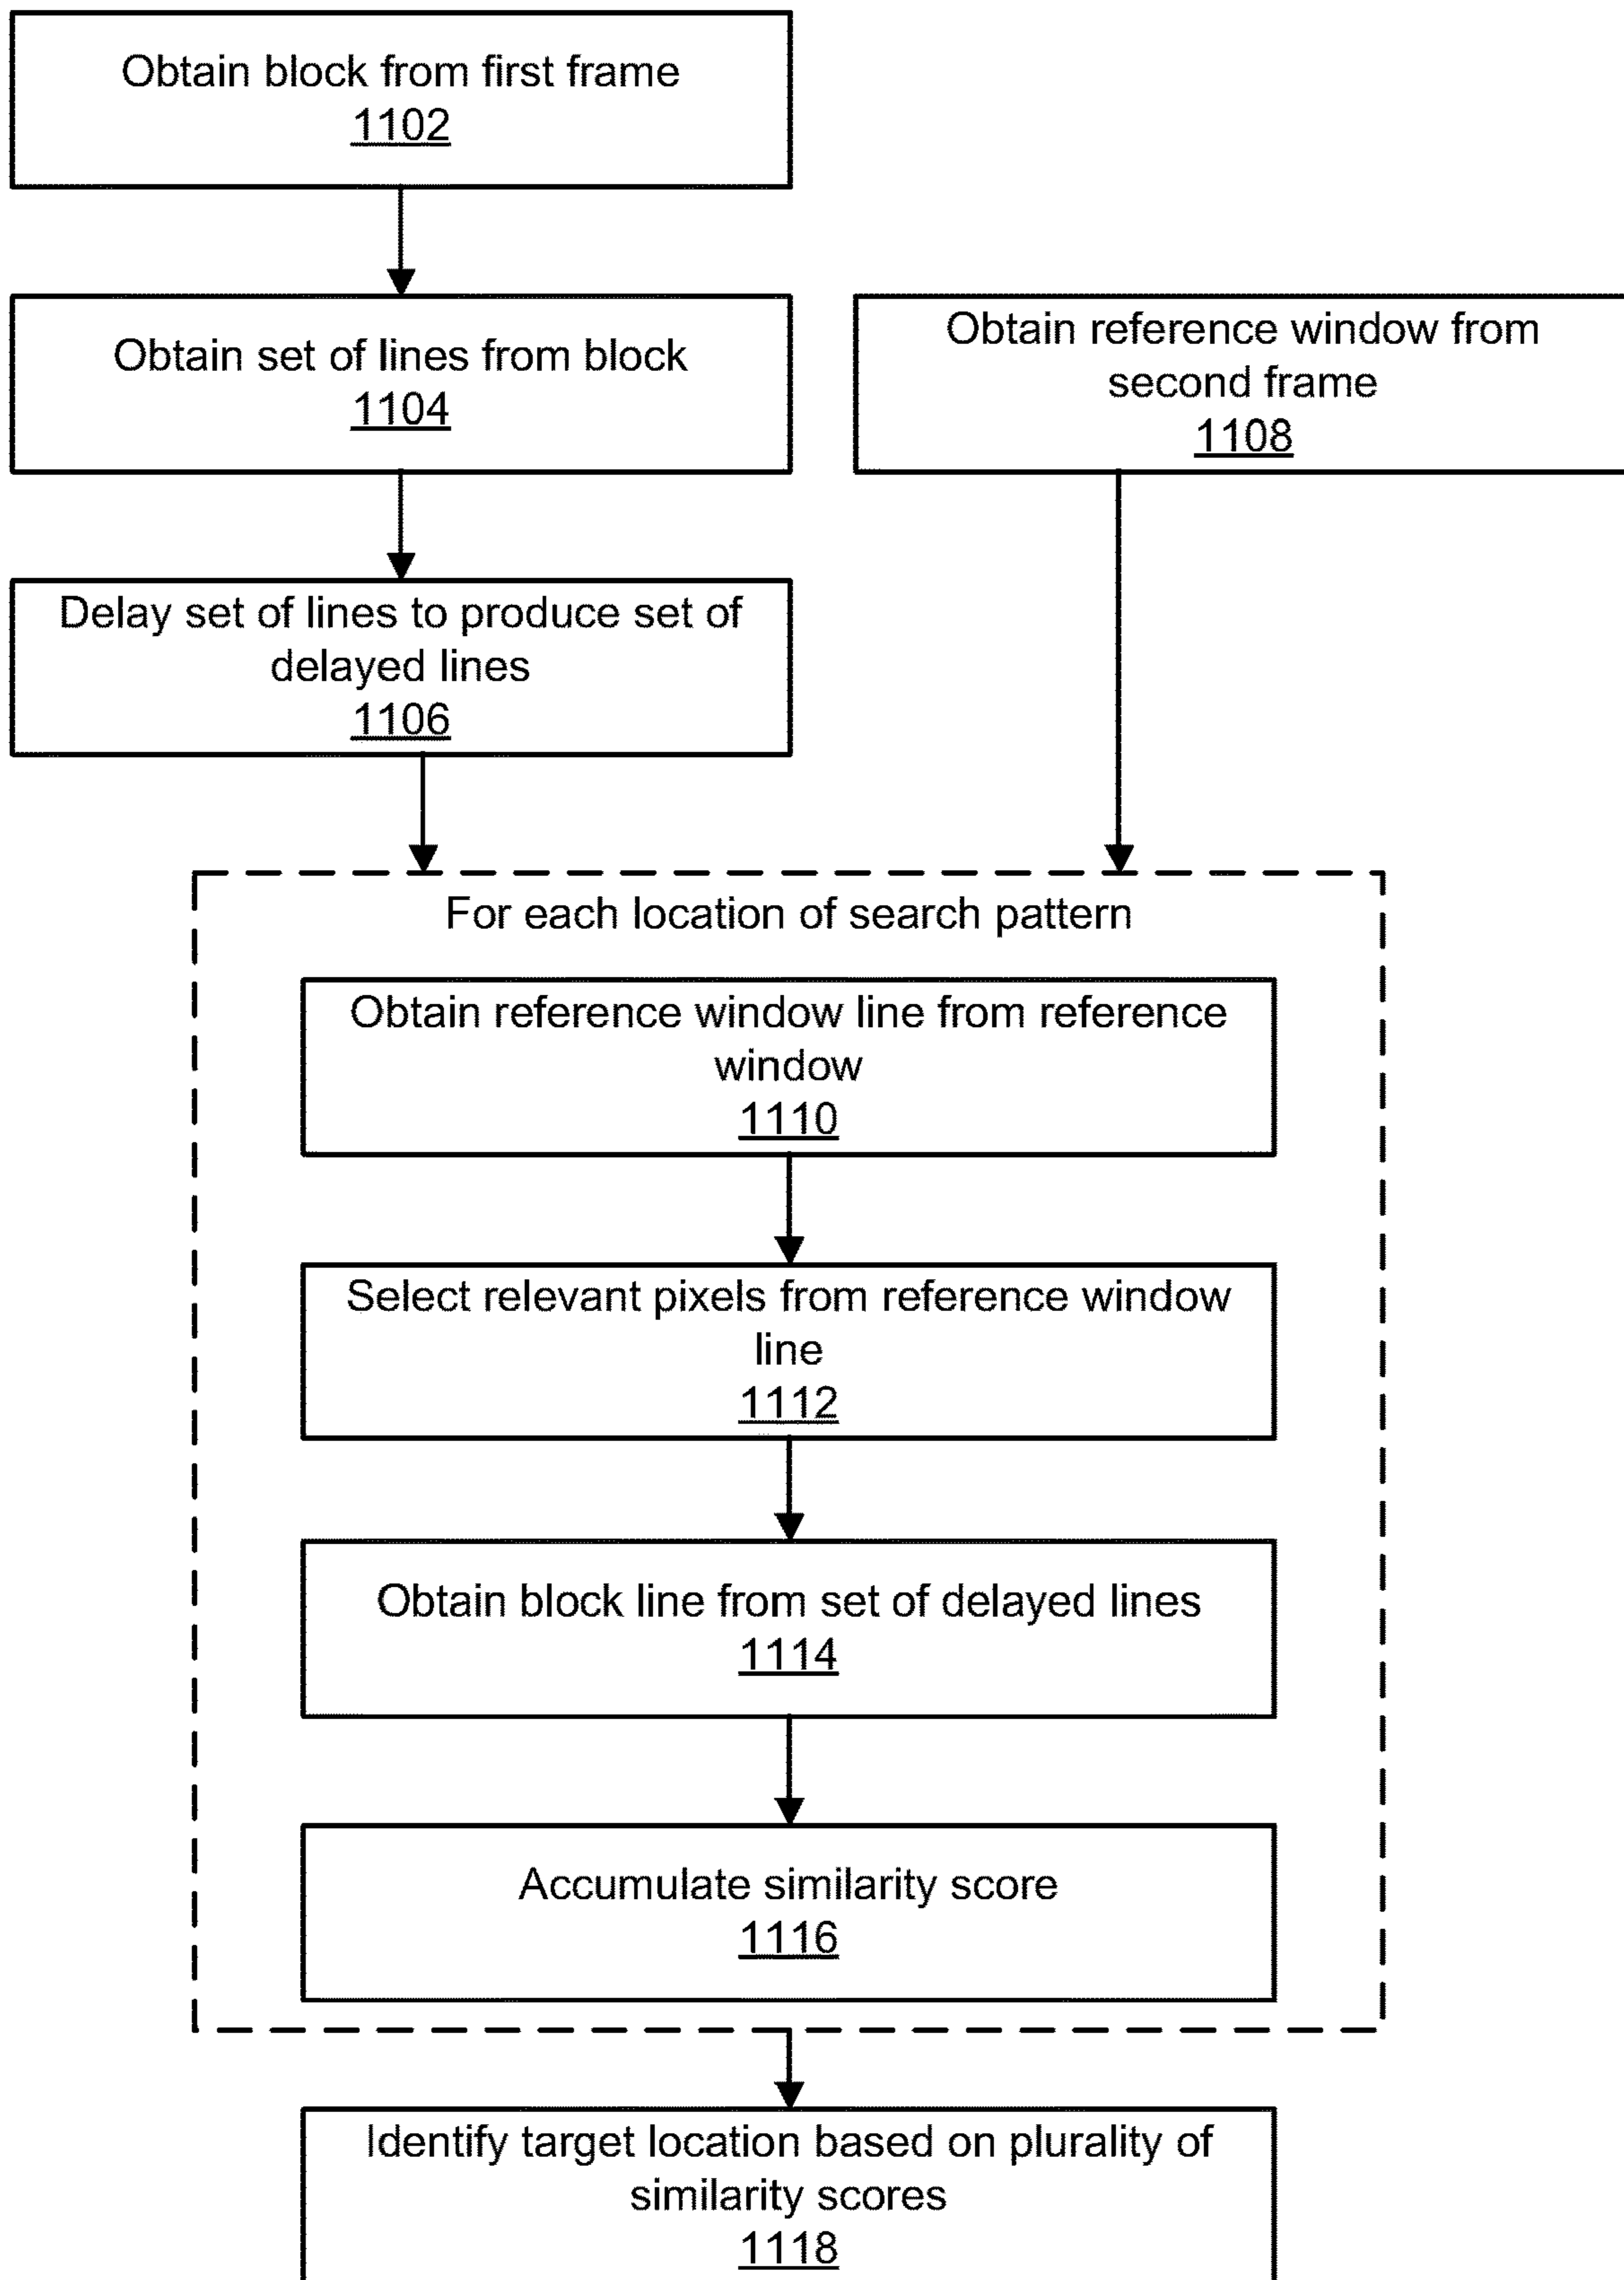 Obtain block from first frame
1102
Obtain set of lines from block
1104
Obtain reference window from
second frame
1108
Delay set of lines to produce set of
delayed lines
1106
For each location of search pattern
Obtain reference window line from reference
window
1110
Select relevant pixels from reference window
line
1112
Obtain block line from set of delayed lines
1114
Accumulate similarity score
1116
Identify target location based on plurality of
similarity scores
1118